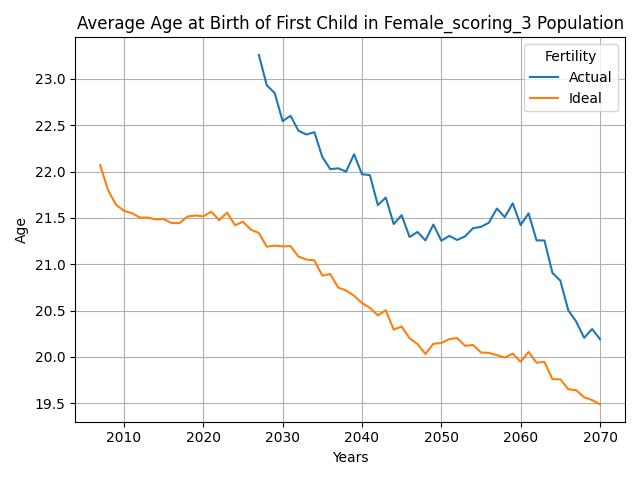 Average Age at Birth of First Child in Female_scoring_3 Population
Fertility
Actual
Ideal
Age
23.0
22.5
22.0
21.5
21.0
20.5
20.0
19.5
2010 2020 2030 2040 2050 2060 2070
Years